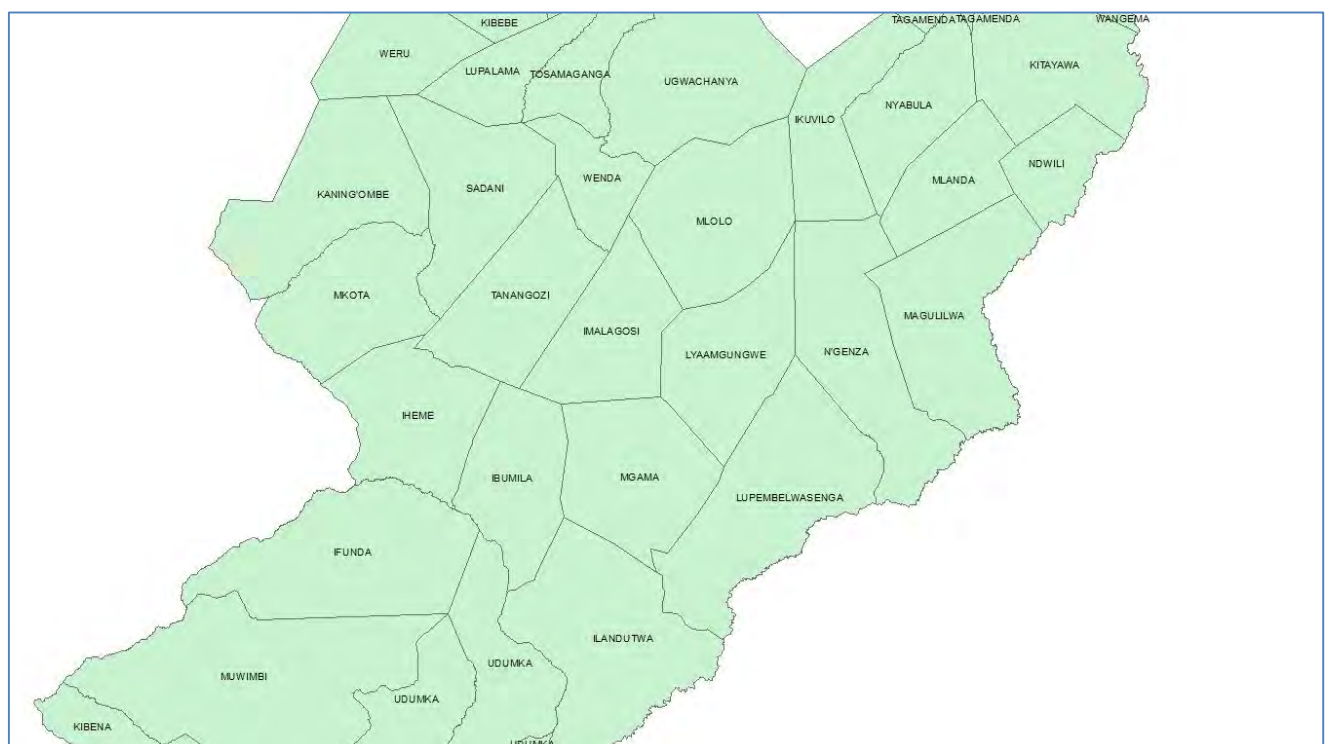 KIBEBE
TAGAMENDA
TAGAMENDA
WANGEMA
WERU
LUPALAMA
TOSAMAGANGA
UGWACHANYA
KITAYAWA
NYABULA
IKUVILO
NDWILI
KANING'OMBE
SADANI
WENDA
MLANDA
MLOLO
MKOTA
TANANGOZI
IMALAGOSI
MAGULILWA
LYAAMGUNGWE
N'GENZA
IHEME
IBUMILA
MGAMA
LUPEMBELWASENGA
IFUNDA
ILANDUTWA
UDUMKA
MUWIMBI
UDUMKA
KIBENA
UDUMKA